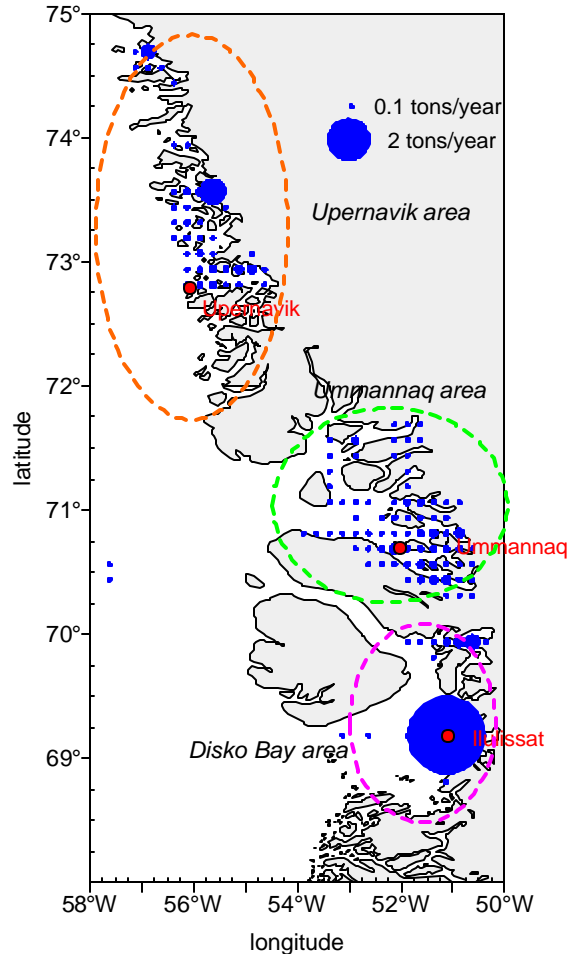 75°
0.1 tons/year
74°
2 tons/year
Upernavik area
73°
Upernavik
72°
Ummannaq area
latitude
71°
Ummannaq
70°
Ilulissat
Disko Bay area
69°
58°W
56°W
54°W
52°W
50°W
longitude